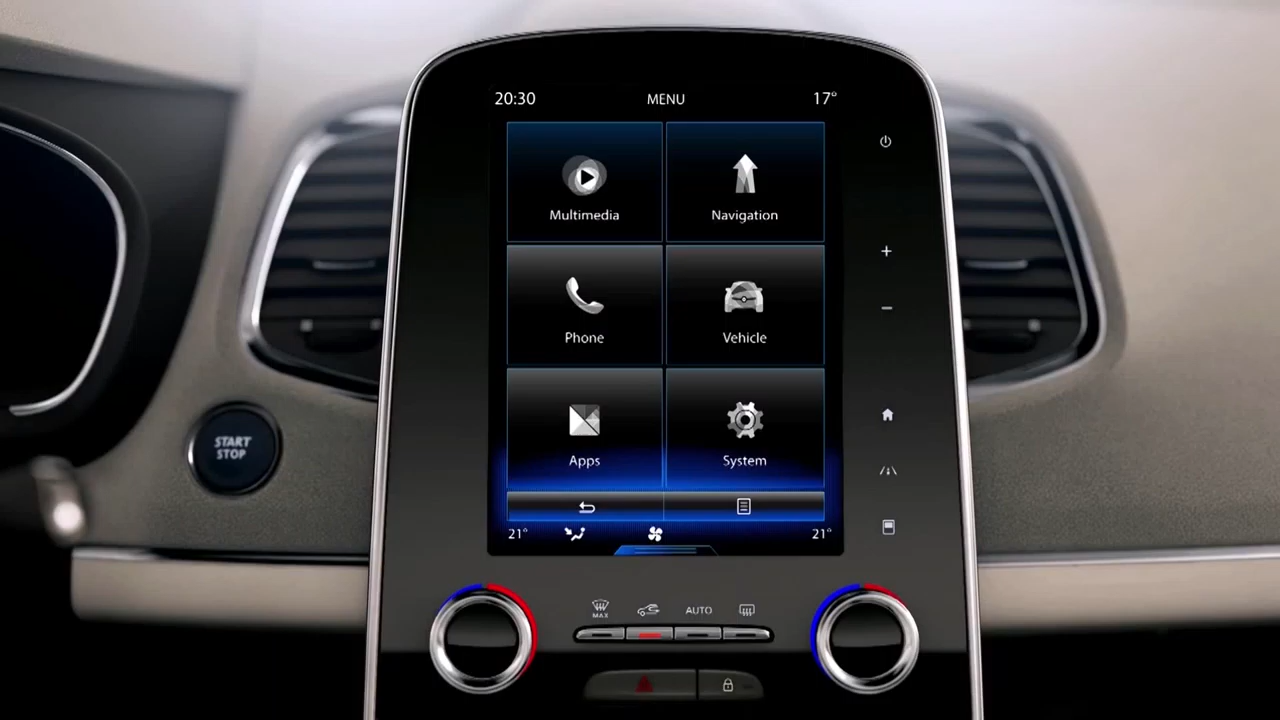 20:30 MENU 17°
Multimedia Navigation
Phone Vehicle
START
STOP
Apps System
21° 21°
MAX AUTO